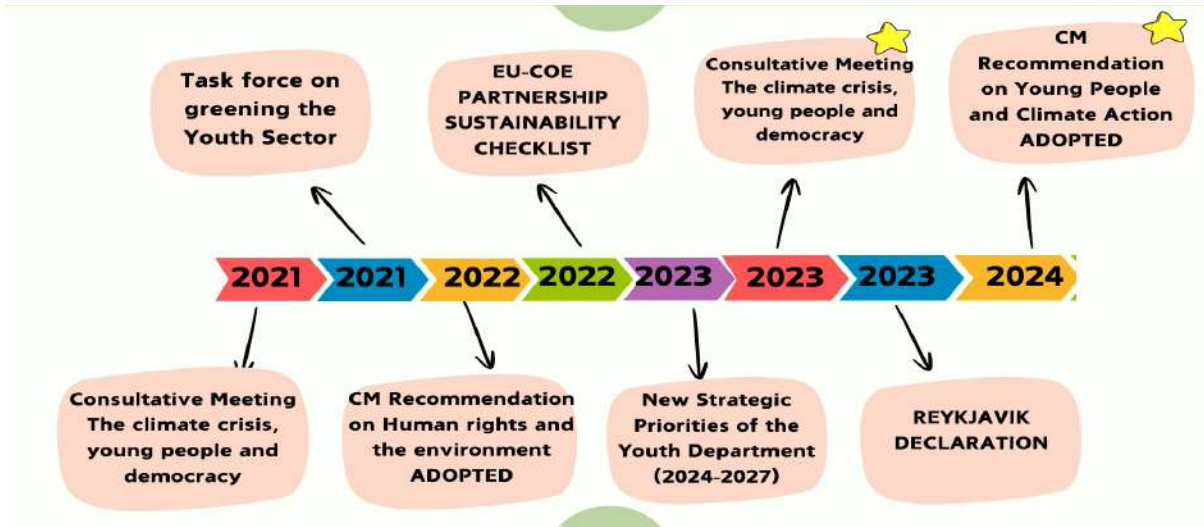 Task force on
greening the
Youth Sector
EU-COE
PARTNERSHIP
SUSTAINABILITY
CHECKLIST
Consultative Meeting
The climate crisis,
young people and
democracy
CM
Recommendation
on Young People
and Climate Action
ADOPTED
2021
2021
2022
2022
2023
2023
2023
2024
Consultative Meeting
The climate crisis,
young people and
democracy
CM Recommendation
on Human rights and
the environment
ADOPTED
New Strategic
Priorities of the
Youth Department
(2024-2027)
REYKJAVIK
DECLARATION